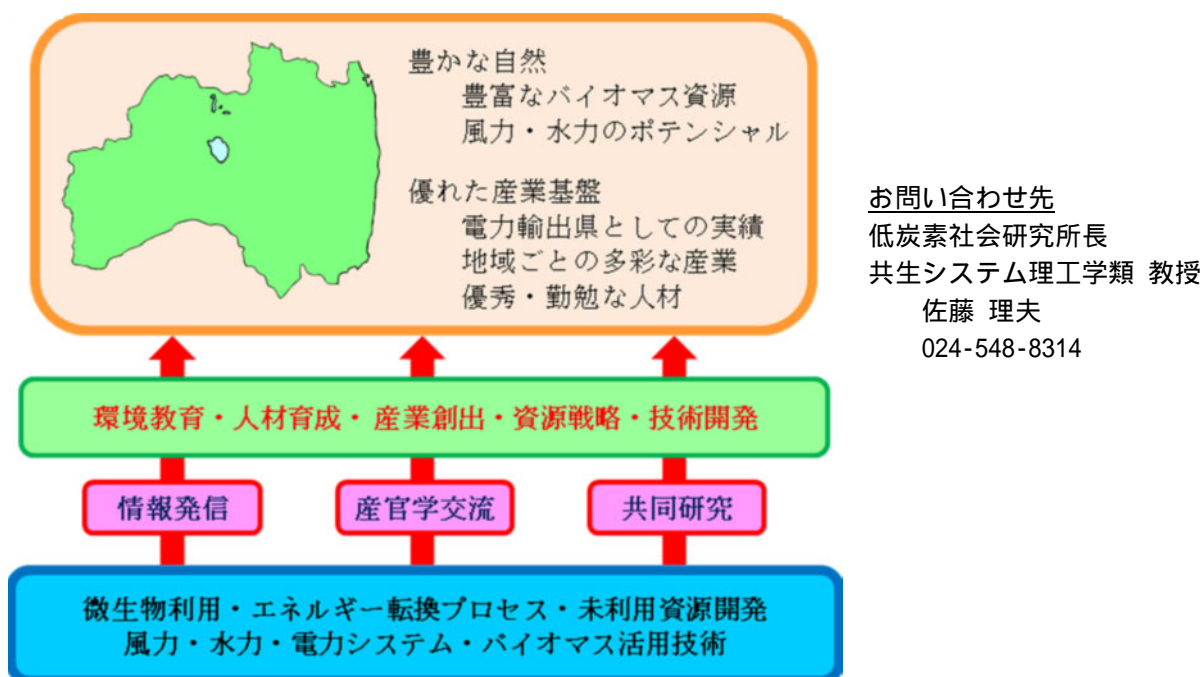 豊かな自然
豊富なバイオマス資源
風力・水力のポテンシャル
優れた産業基盤
電力輸出県としての実績
地域ごとの多彩な産業
優秀・勤勉な人材
環境教育・人材育成・産業創出・資源戦略・技術開発
情報発信
産官学交流
共同研究
微生物利用・エネルギー転換プロセス・未利用資源開発
風力・水力・電力システム・バイオマス活用技術
お問い合わせ先
低炭素社会研究所長
共生システム理工学類 教授
佐藤 理夫
024-548-8314